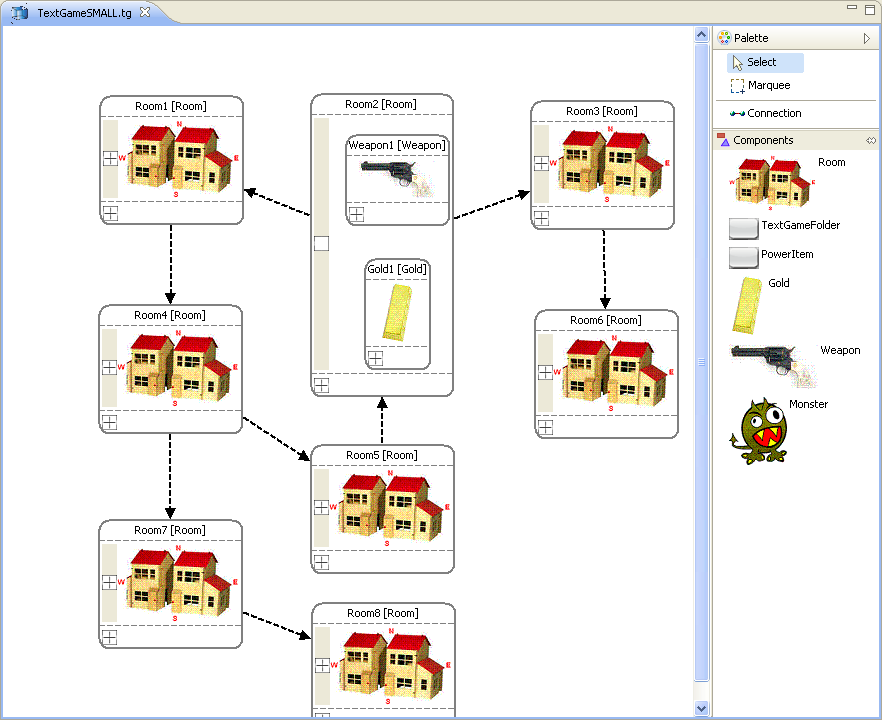 TextGameSMALL.tg
Palette
Select
Marquee
Connection
Components
Room
TextGameFolder
PowerItem
Gold
Weapon
Monster
Room1 [Room]
N
W E
S
Room2 [Room]
Weapon1 [Weapon]
Gold1 [Gold]
Room3 [Room]
N
W E
S
Room4 [Room]
N
W E
S
Room6 [Room]
N
W E
S
Room5 [Room]
N
W E
S
Room7 [Room]
N
W E
S
Room8 [Room]
N
W E
S